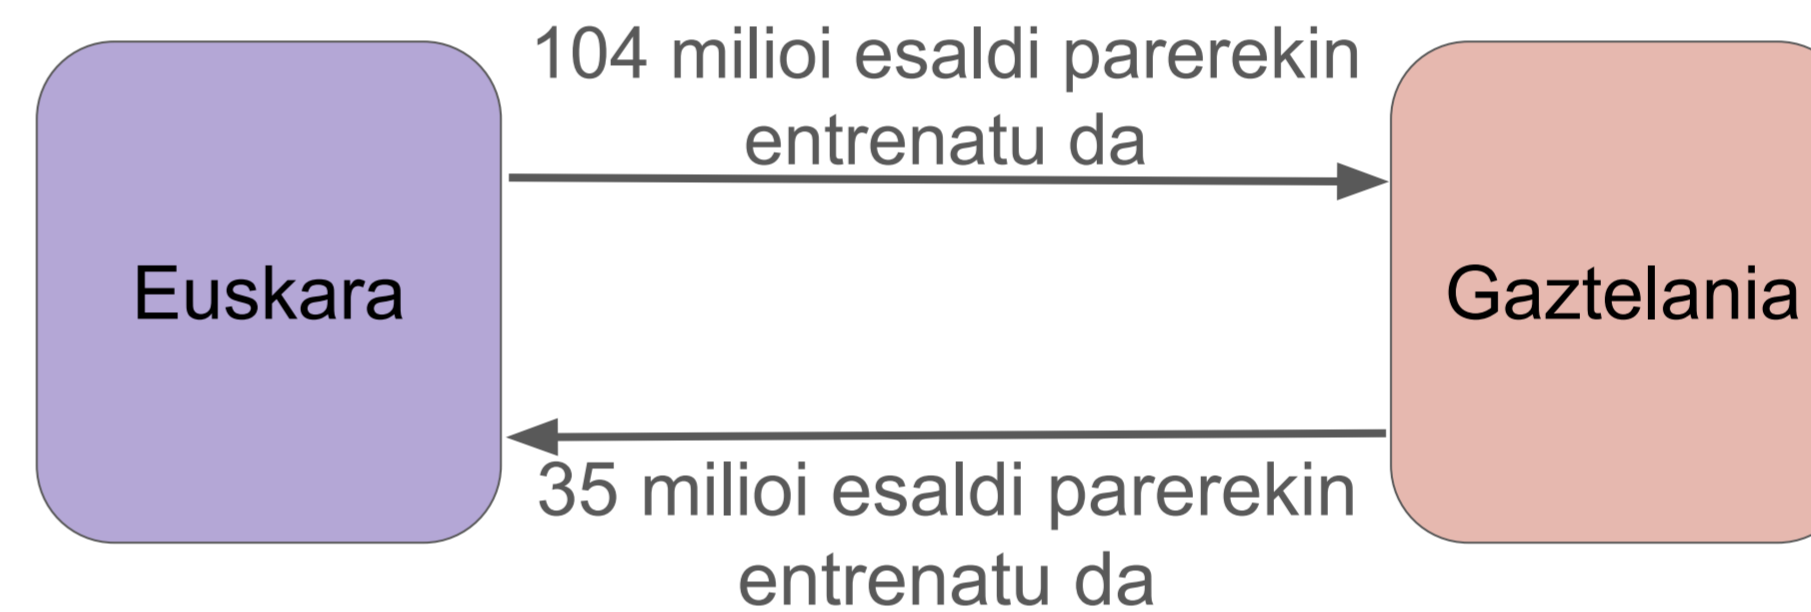 104 milioi esaldi parerekin
entrenatu da
Euskara
Gaztelania
35 milioi esaldi parerekin
entrenatu da